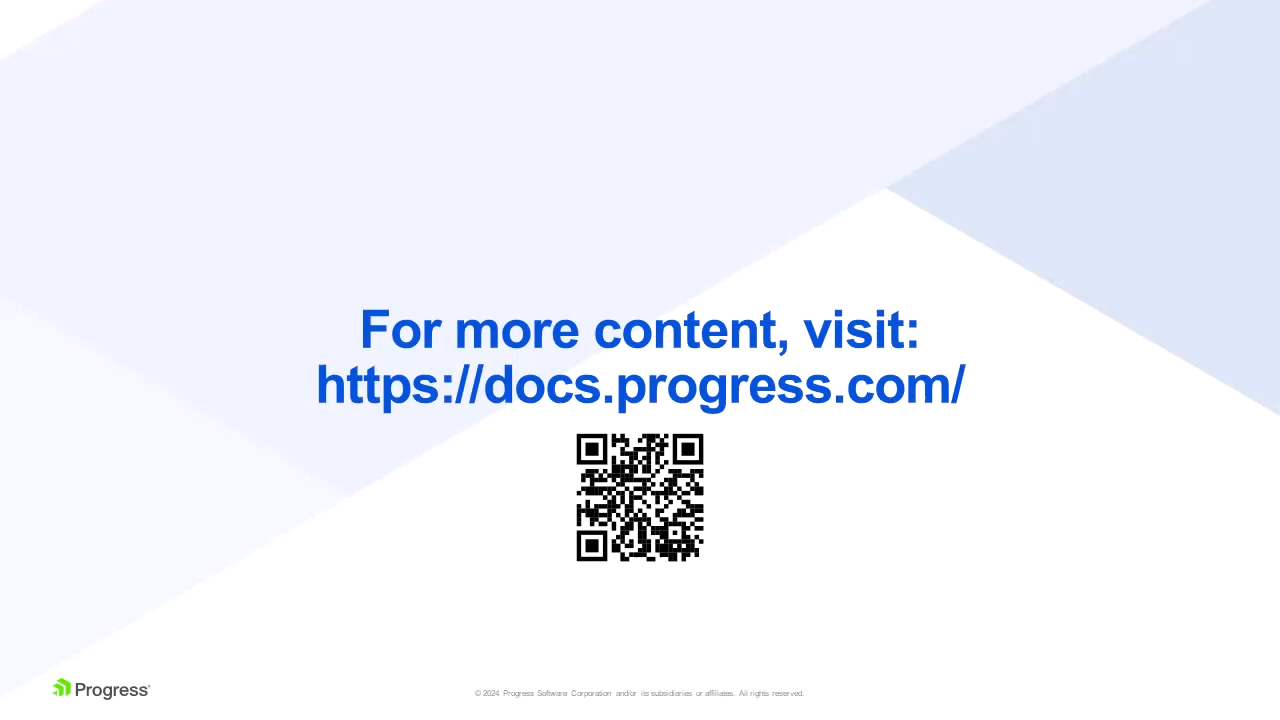 For more content, visit:
https://docs.progress.com/
Progress®
© 2024 Progress Software Corporation and/or its subsidiaries or affiliates. All rights reserved.